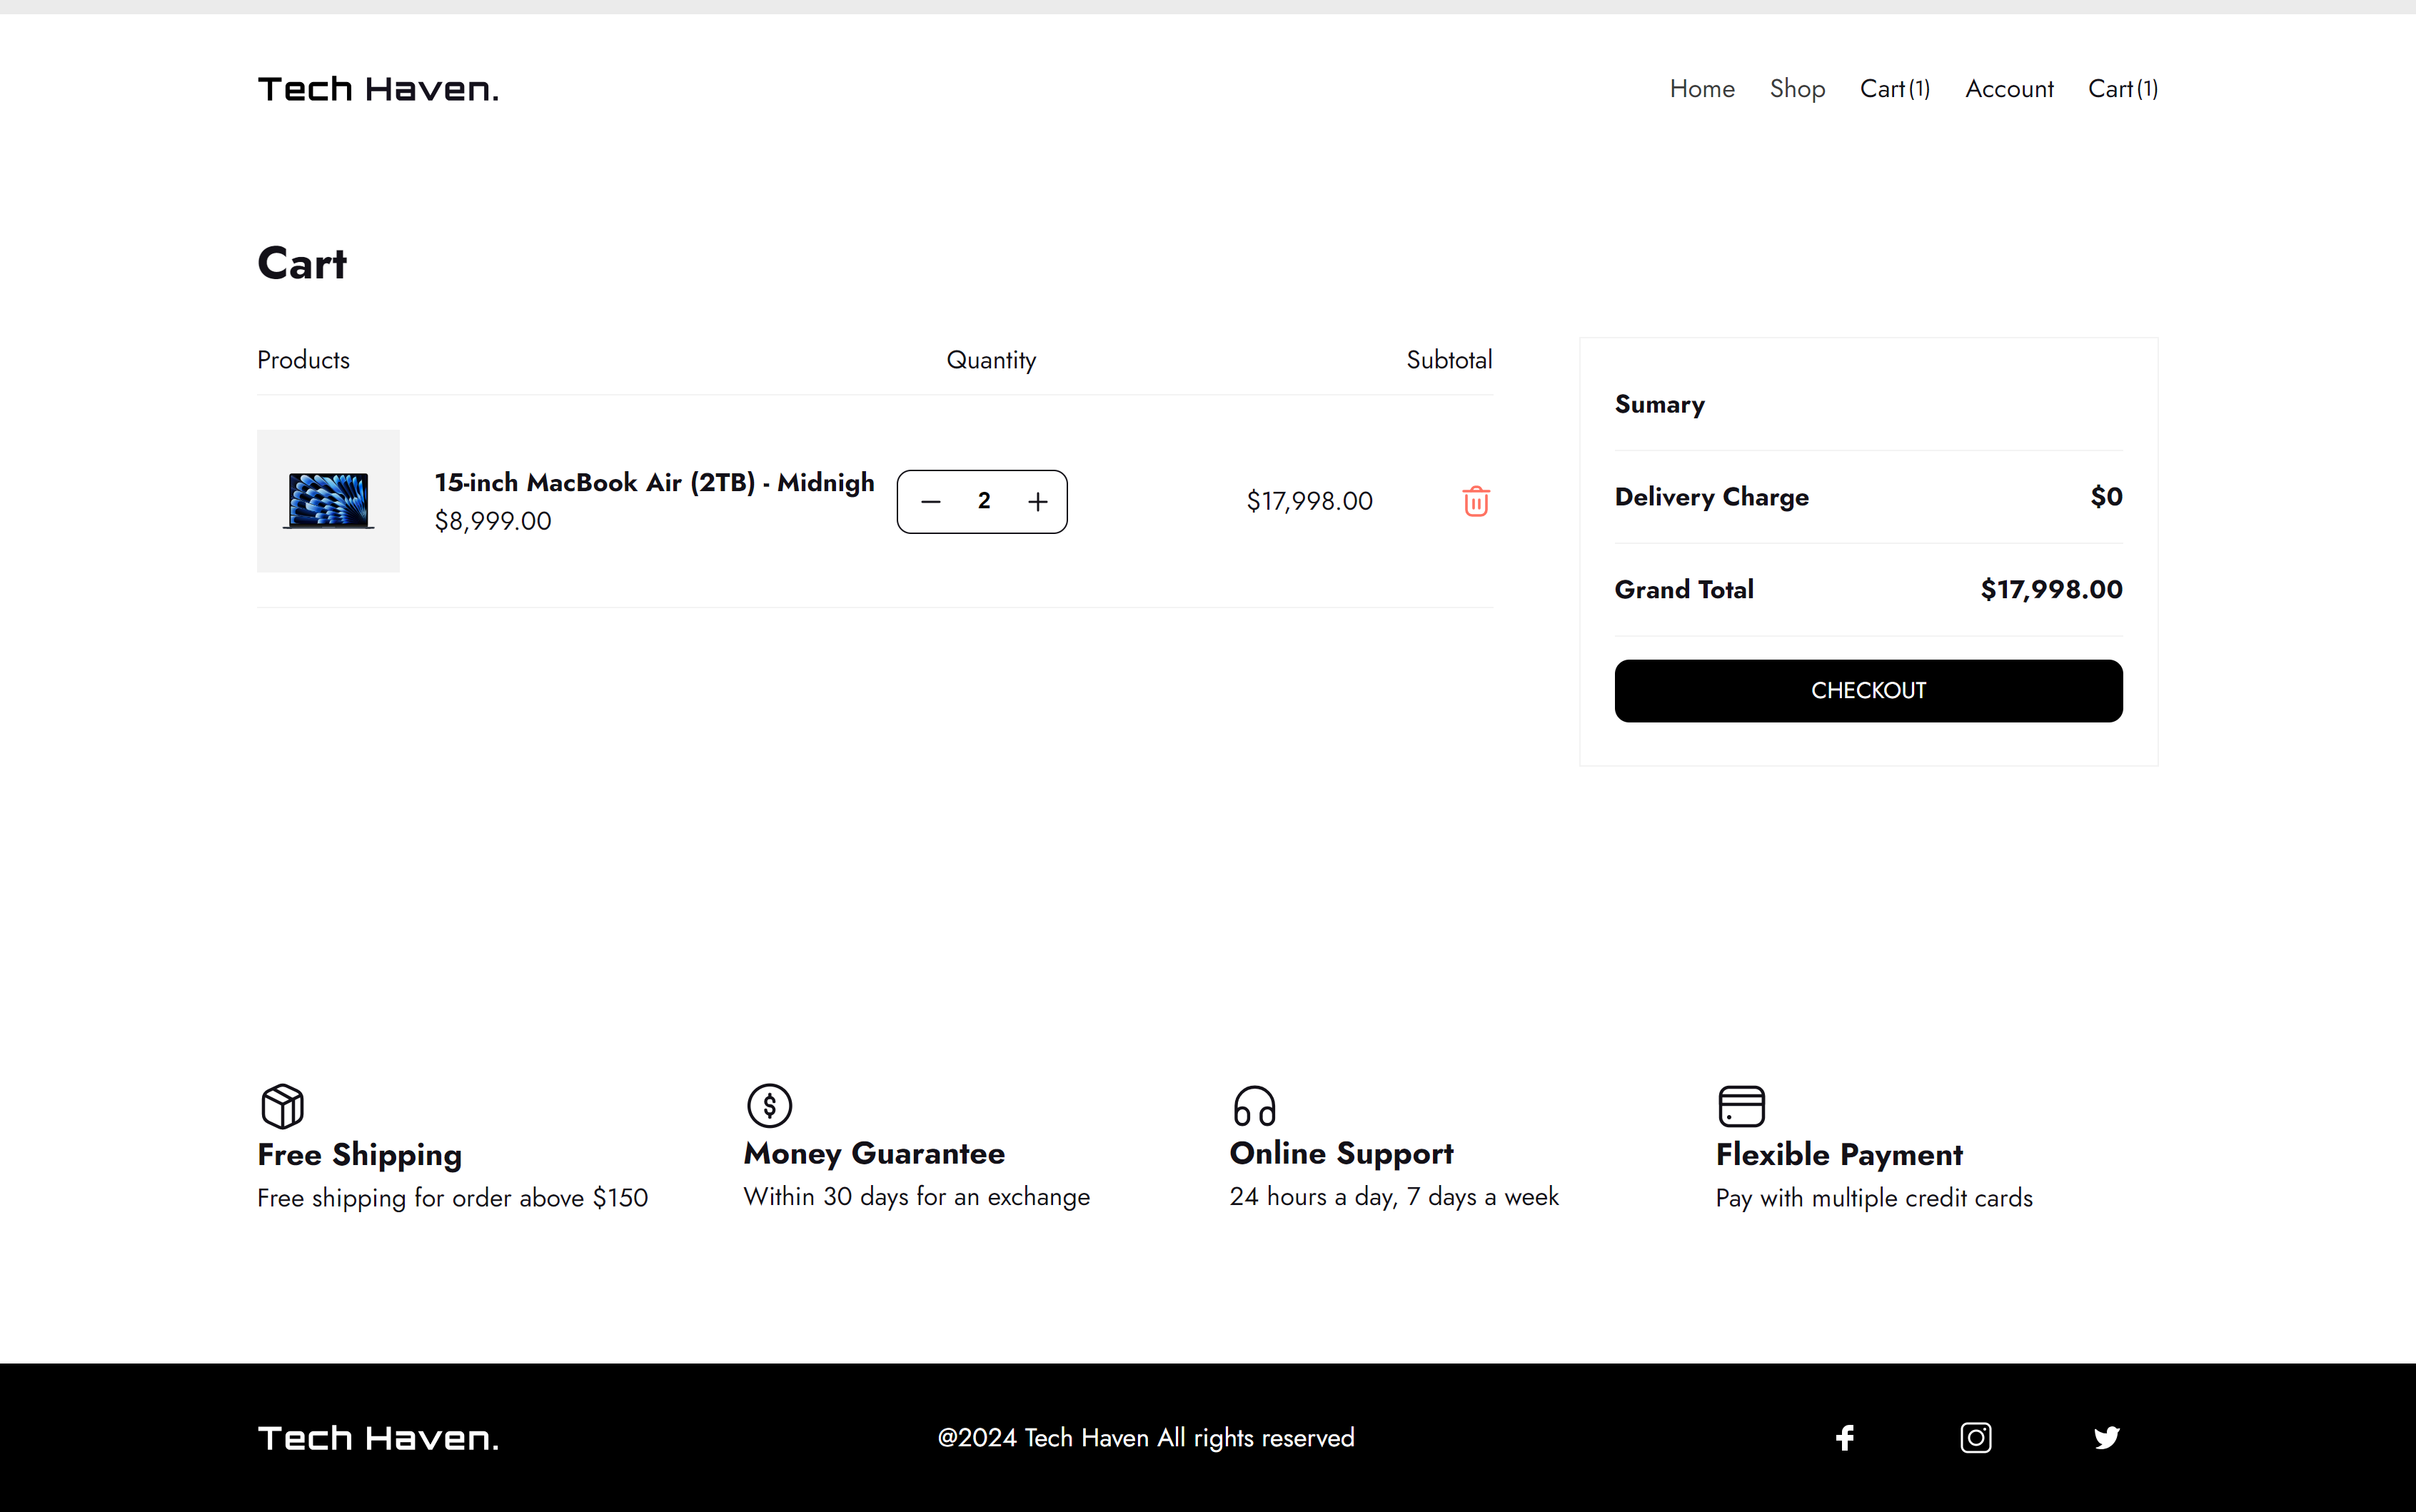 Tech Haven.
Home Shop Cart(1) Account Cart(1)
Cart
Products Quantity Subtotal
15-inch MacBook Air (2TB) - Midnigh
$8,999.00
2
$17,998.00
Sumary
Delivery Charge $0
Grand Total $17,998.00
CHECKOUT
Free Shipping
Free shipping for order above $150
Money Guarantee
Within 30 days for an exchange
Online Support
24 hours a day, 7 days a week
Flexible Payment
Pay with multiple credit cards
Tech Haven.
@2024 Tech Haven All rights reserved